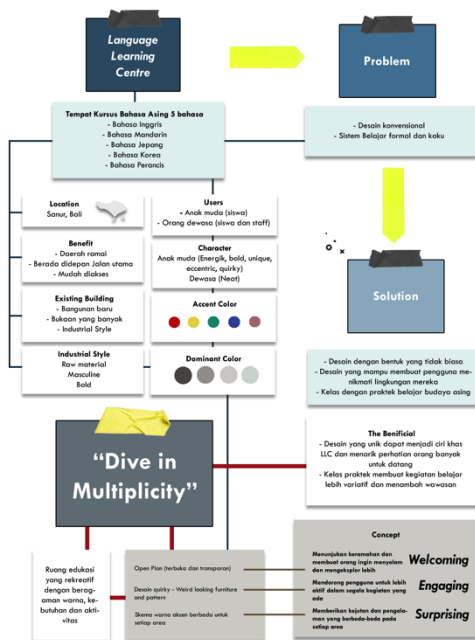 Language
Learning
Centre
Problem
Tempat Kursus Bahasa Asing 5 bahasa
- Bahasa Inggris
- Bahasa Mandarin
- Bahasa Jepang
- Bahasa Korea
- Bahasa Perancis
- Desain konvensional
- Sistem Belajar formal dan kaku
Location
Sanur, Bali
Users
- Anak muda (siswa)
- Orang dewasa (siswa dan staff)
Benefit
- Daerah ramai
- Berada didepan Jalan utama
- Mudah diakses
Character
Anak muda (Energik, bold, unique,
eccentric, quirky)
Dewasa (Neat)
Existing Building
- Bangunan baru
- Bukaan yang banyak
- Industrial Style
Accent Color
Solution
Industrial Style
Raw material
Masculine
Bold
Dominant Color
- Desain dengan bentuk yang tidak biasa
- Desain yang mampu membuat pengguna me-
nikmati lingkungan mereka
- Kelas dengan praktek belajar budaya asing
“Dive in
Multiplicity”
The Benificial
- Desain yang unik dapat menjadi ciri khas
LLC dan menarik perhatian orang banyak
untuk datang
- Kelas praktek membuat kegiatan belajar
lebih variatif dan menambah wawasan
Ruang edukasi
yang rekreatif
dengan berag-
aman warna, ke-
butuhan dan akti-
vitas
Open Plan (terbuka dan transparan)
Desain quirky - Weird looking furniture
and pattern
Skema warna aksen berbeda untuk
setiap area
Concept
Menunjukan keramahan dan
membuat orang ingin menyelam
dan mengeksplor lebih
Welcoming
Mendorong pengguna untuk lebih
aktif dalam segala kegiatan yang
ada
Engaging
Memberikan kejutan dan pengala-
man yang berbeda-beda pada
setiap area
Surprising